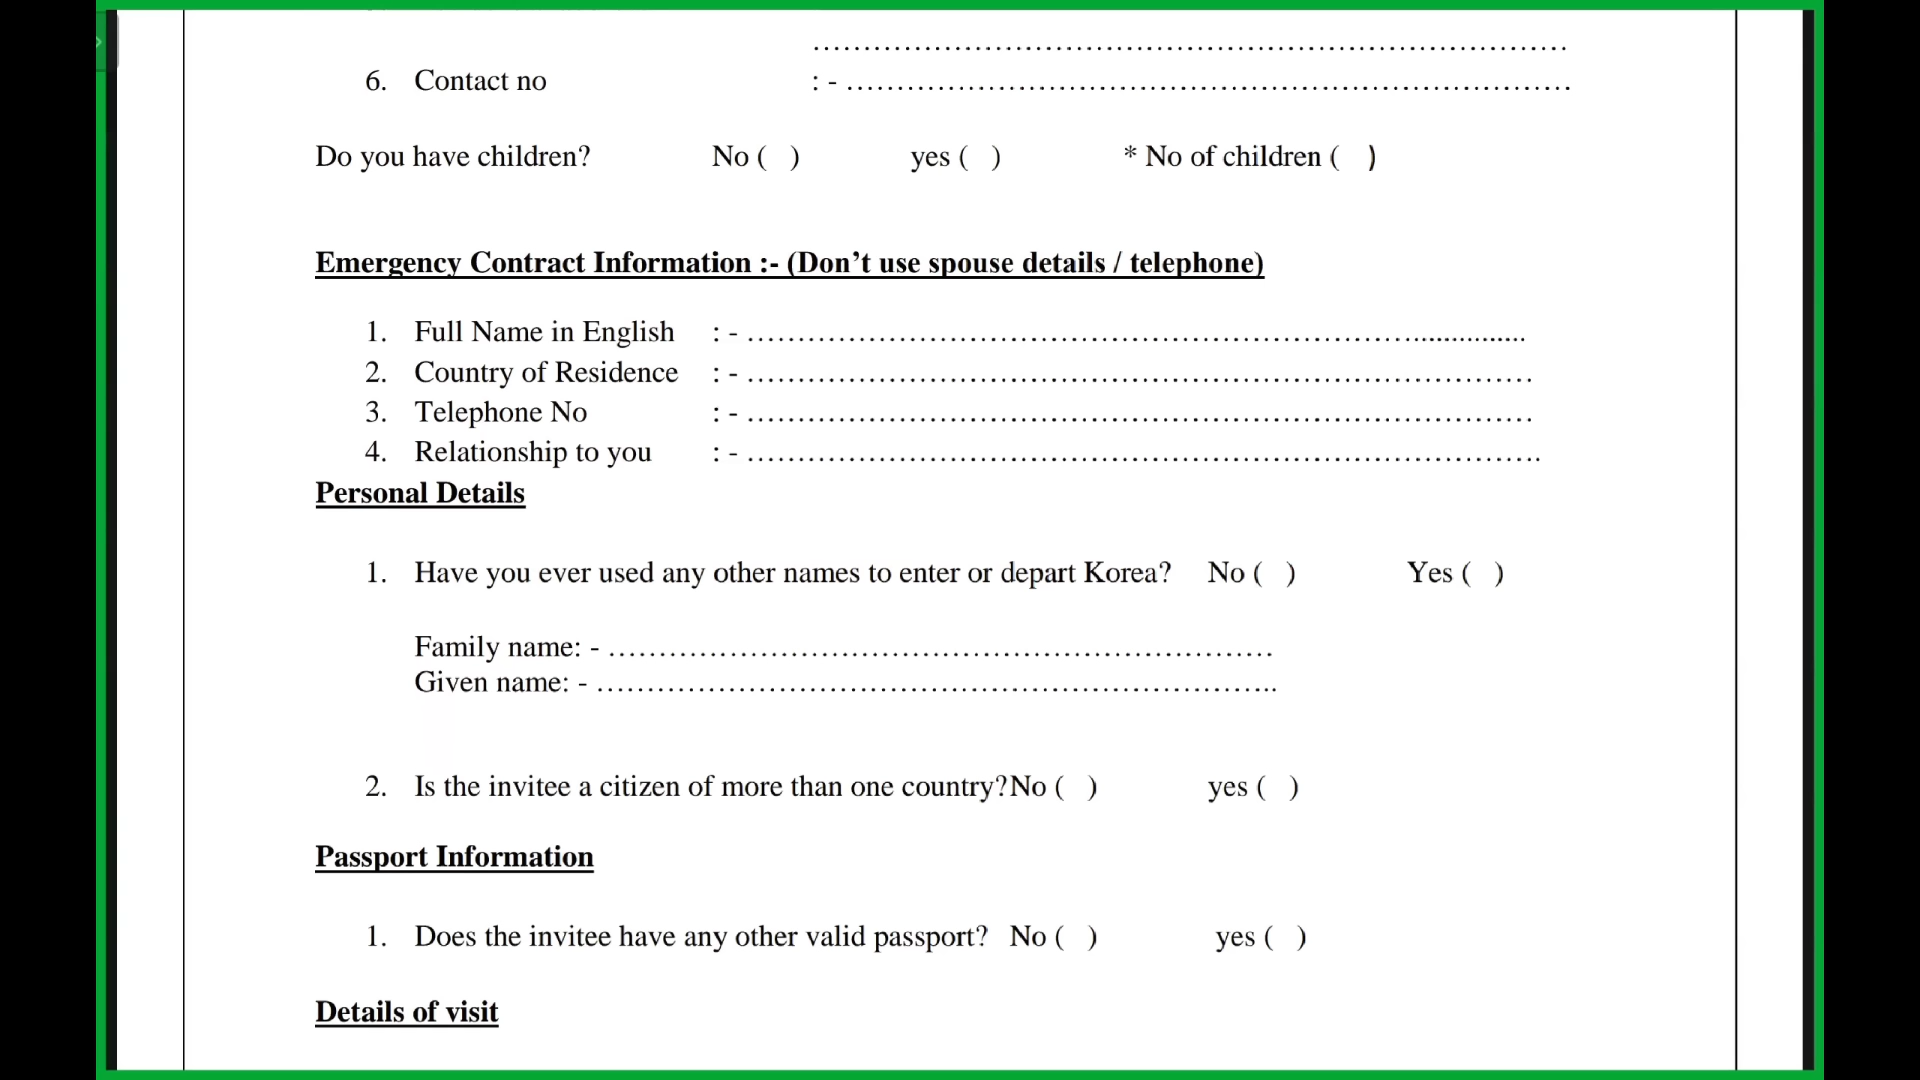 ……………………………………………………………………
6. Contact no : - …………………………………………………………………
Do you have children? No ( ) yes ( ) * No of children ( )
Emergency Contract Information :- (Don’t use spouse details / telephone)
1. Full Name in English : - ……………………………………………………………...............
2. Country of Residence : - ………………………………………………………………………
3. Telephone No : - ………………………………………………………………………
4. Relationship to you : - ……………………………………………………………………….
Personal Details
1. Have you ever used any other names to enter or depart Korea? No ( ) Yes ( )
Family name: - ……………………………………………………………
Given name: - …………………………………………………………..
2. Is the invitee a citizen of more than one country?No ( ) yes ( )
Passport Information
1. Does the invitee have any other valid passport? No ( ) yes ( )
Details of visit